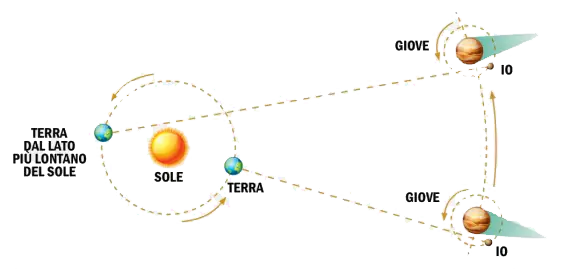 GIOVE
IO
TERRA
DAL LATO
PIÙ LONTANO
DEL SOLE
SOLE
TERRA
GIOVE
IO